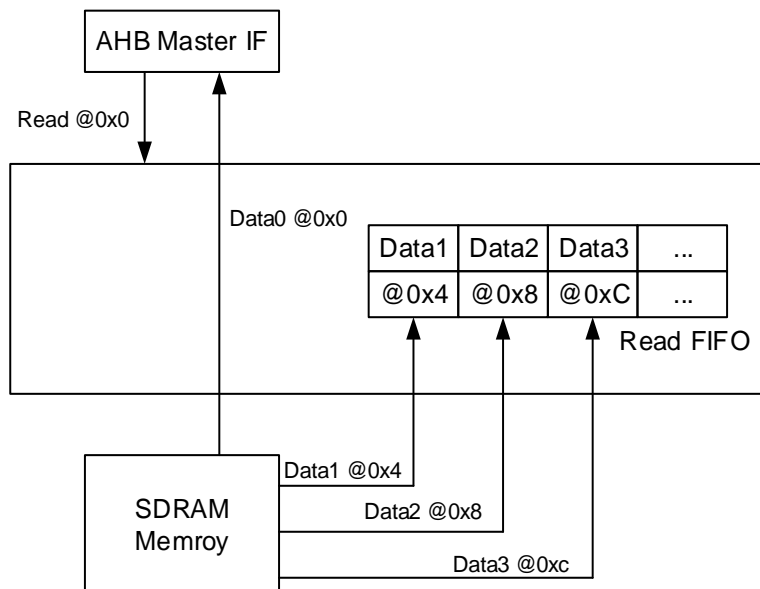 AHB Master IF
Read @0x0
Data0 @0x0
Data1 Data2 Data3 ...
@0x4 @0x8 @0xC ...
Read FIFO
Data1 @0x4
SDRAM
Memroy
Data2 @0x8
Data3 @0xc